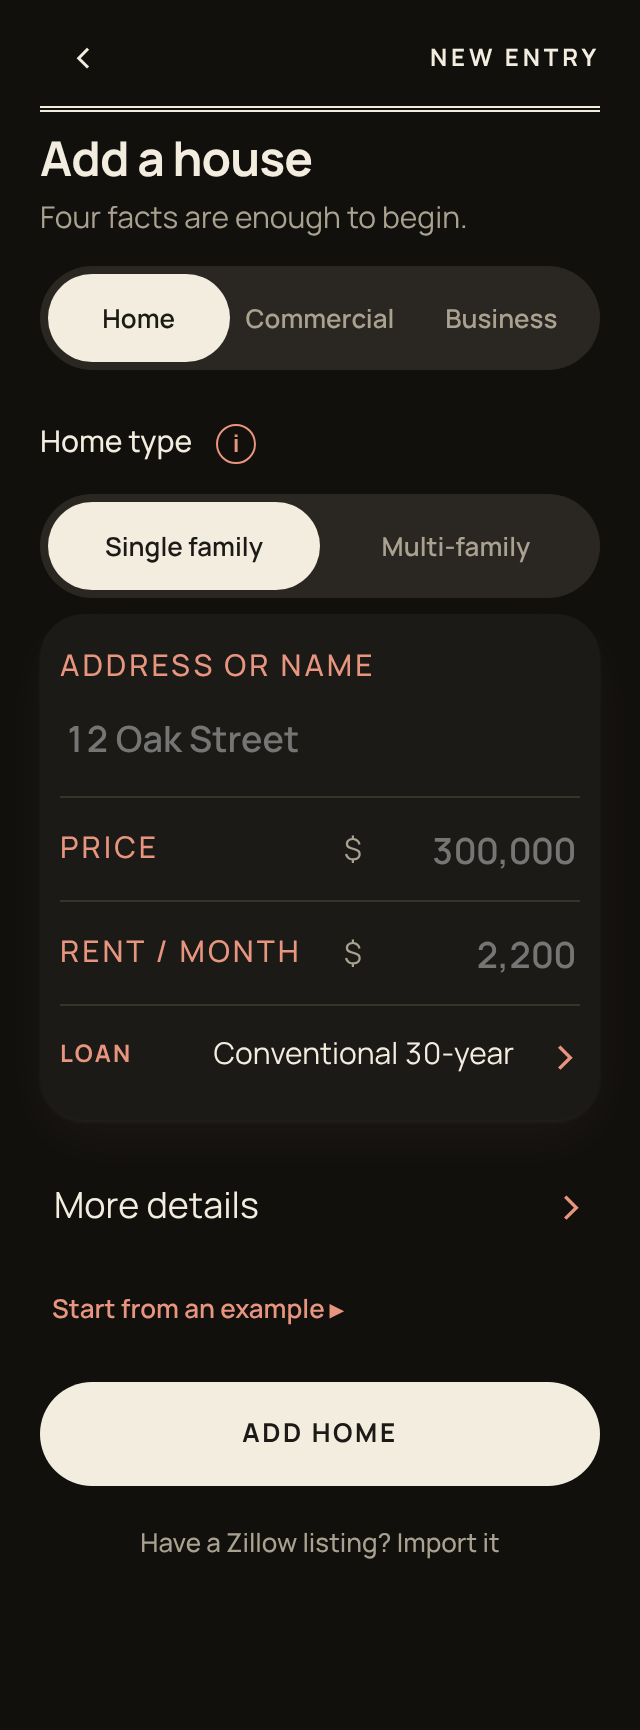 NEW ENTRY
Add a house
Four facts are enough to begin.
Home Commercial Business
Home type i
Single family Multi-family
ADDRESS OR NAME
12 Oak Street
PRICE $ 300,000
RENT / MONTH $ 2,200
LOAN Conventional 30-year
More details
Start from an example ▸
ADD HOME
Have a Zillow listing? Import it